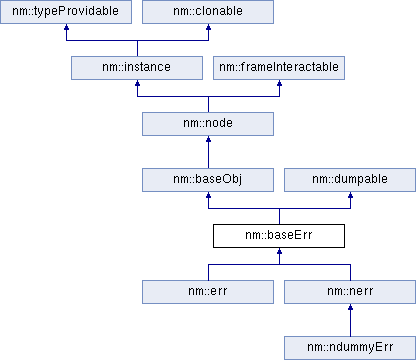 nm::typeProvidable
nm::clonable
nm::instance
nm::frameInteractable
nm::node
nm::baseObj
nm::dumpable
nm::baseErr
nm::err
nm::nerr
nm::ndummyErr